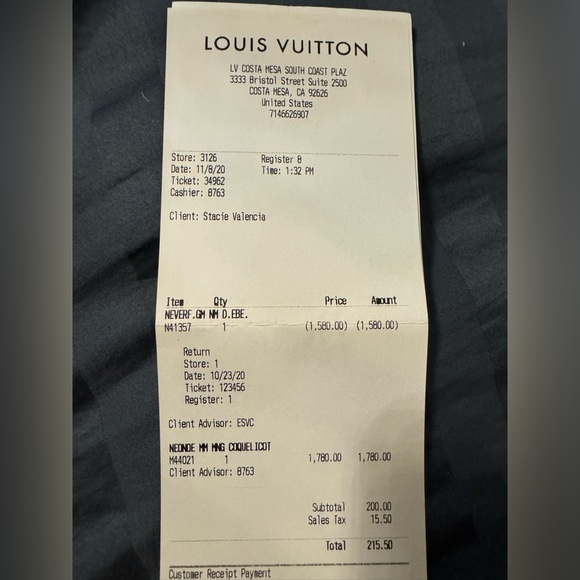 LOUIS VUITTON
LV COSTA MESA SOUTH COAST PLAZ
3333 Bristol Street Suite 2500
COSTA MESA, CA 92626
United States
7146626907
Store: 3126 Register 8
Date: 11/8/20 Time: 1:32 PM
Ticket: 34962
Cashier: 8763
Client: Stacie Valencia
Item Qty Price Amount
NEVERF.GM NM D.EBE.
N41357 1 (1,580.00) (1,580.00)
Return
Store: 1
Date: 10/23/20
Ticket: 123456
Register: 1
Client Advisor: ESVC
NEONOE MM MNG COQUELICOT
M44021 1 1,780.00 1,780.00
Client Advisor: 8763
Subtotal 200.00
Sales Tax 15.50
Total 215.50
Customer Receipt Payment